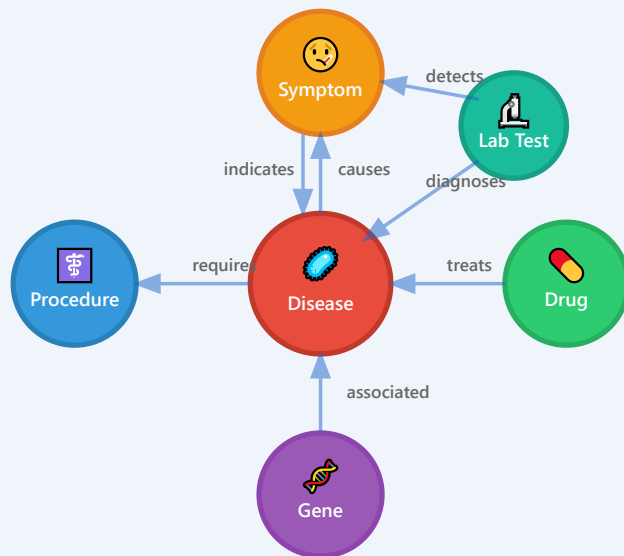 Symptom
detects
Lab Test
indicates
causes
diagnoses
Procedure
requires
Disease
treats
Drug
associated
Gene